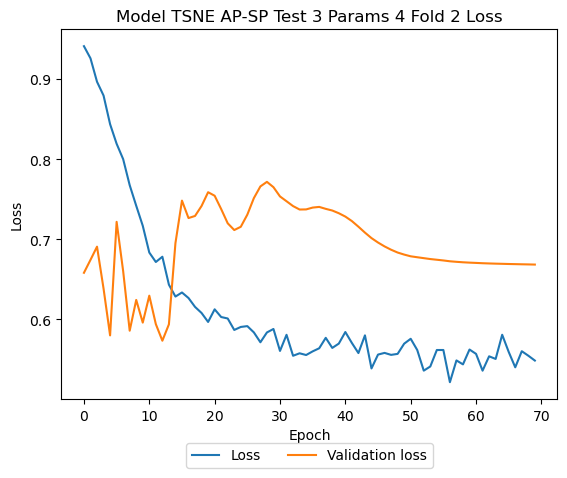 Model TSNE AP-SP Test 3 Params 4 Fold 2 Loss
0.9
0.8
0.7
0.6
Loss
0 10 20 30 40 50 60 70
Epoch
Loss Validation loss